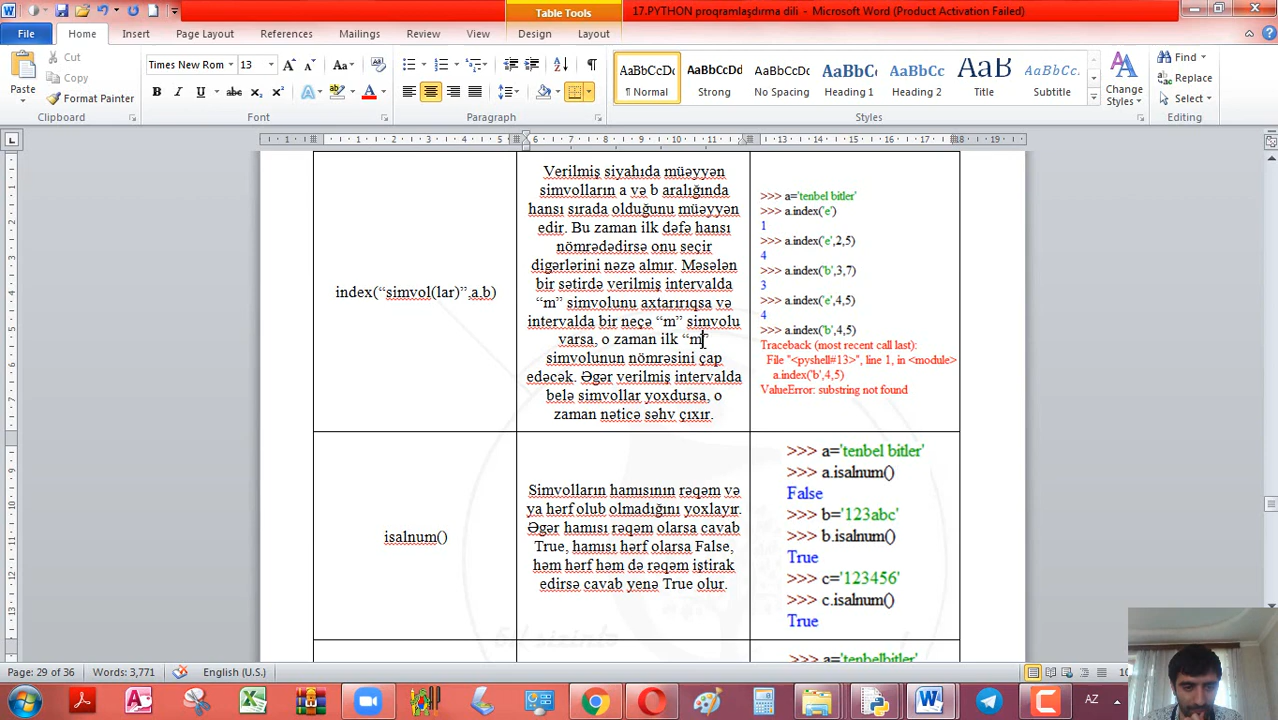 Table Tools
17.PYTHON proqramlaşdırma dili - Microsoft Word (Product Activation Failed)
File
Home
Insert
Page Layout
References
Mailings
Review
View
Design
Layout
Cut
Copy
Format Painter
Paste
Clipboard
Times New Rom
13
Font
Paragraph
AaBbCcDd
AaBbCcDd
AaBbCcDd
AaBbCc
AaBbCc
AaB
AaBbCcD
¶ Normal
Strong
No Spacing
Heading 1
Heading 2
Title
Subtitle
Change
Styles
Styles
Find
Replace
Select
Editing
index(“simvol(lar)”,a.b)
Verilmiş siyahıda müəyyən
simvolların a və b aralığında
hansı sırada olduğunu müəyyən
edir. Bu zaman ilk dəfə hansı
nömrədədirsə onu seçir
digərlərini nəzə almır. Məsələn
bir sətirdə verilmiş intervalda
“m” simvolunu axtarırıqsa və
intervalda bir neçə “m” simvolu
varsa, o zaman ilk “m”
simvolunun nömrəsini çap
edəcək. Əgər verilmiş intervalda
belə simvollar yoxdursa, o
zaman nəticə səhv çıxır.
>>> a='tenbel bitler'
>>> a.index('e')
1
>>> a.index('e',2,5)
4
>>> a.index('b',3,7)
3
>>> a.index('e',4,5)
4
>>> a.index('b',4,5)
Traceback (most recent call last):
File "<pyshell#13>", line 1, in <module>
a.index('b',4,5)
ValueError: substring not found
isalnum()
Simvolların hamısının rəqəm və
ya hərf olub olmadığını yoxlayır.
Əgər hamısı rəqəm olarsa cavab
True, hamısı hərf olarsa False,
həm hərf həm də rəqəm iştirak
edirsə cavab yenə True olur.
>>> a='tenbel bitler'
>>> a.isalnum()
False
>>> b='123abc'
>>> b.isalnum()
True
>>> c='123456'
>>> c.isalnum()
True
>>> a='tenbelbitler'
Page: 29 of 36
Words: 3,771
English (U.S.)
AZ